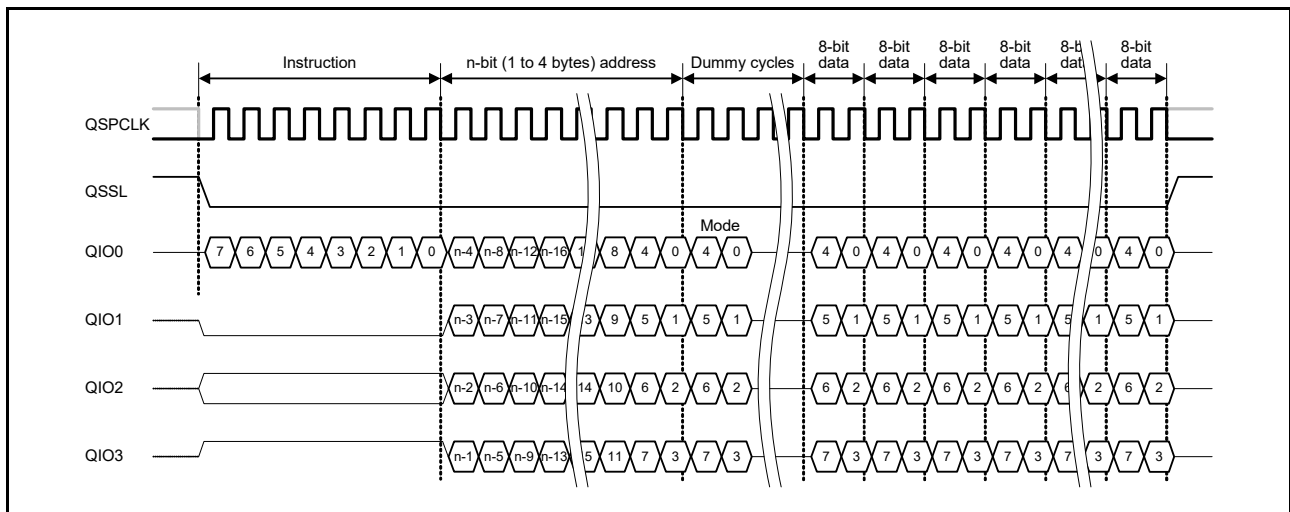 8-bit data 8-bit data 8-bit data 8-bit data 8-b data 8-bit data
Instruction n-bit (1 to 4 bytes) address Dummy cycles
QSPCLK
QSSL
Mode
QIO0 7 6 5 4 3 2 1 0 n-4 n-8 n-12 n-16 1 8 4 0 4 0 4 0 4 0 4 0 4 0 4 0 4 0
QIO1 n-3 n-7 n-11 n-15 3 9 5 1 5 1 5 1 5 1 5 1 5 1 5 1 5 1
QIO2 n-2 n-6 n-10 n-14 14 10 6 2 6 2 6 2 6 2 6 2 6 2 6 2 6 2
QIO3 n-1 n-5 n-9 n-13 5 11 7 3 7 3 7 3 7 3 7 3 7 3 7 3 7 3